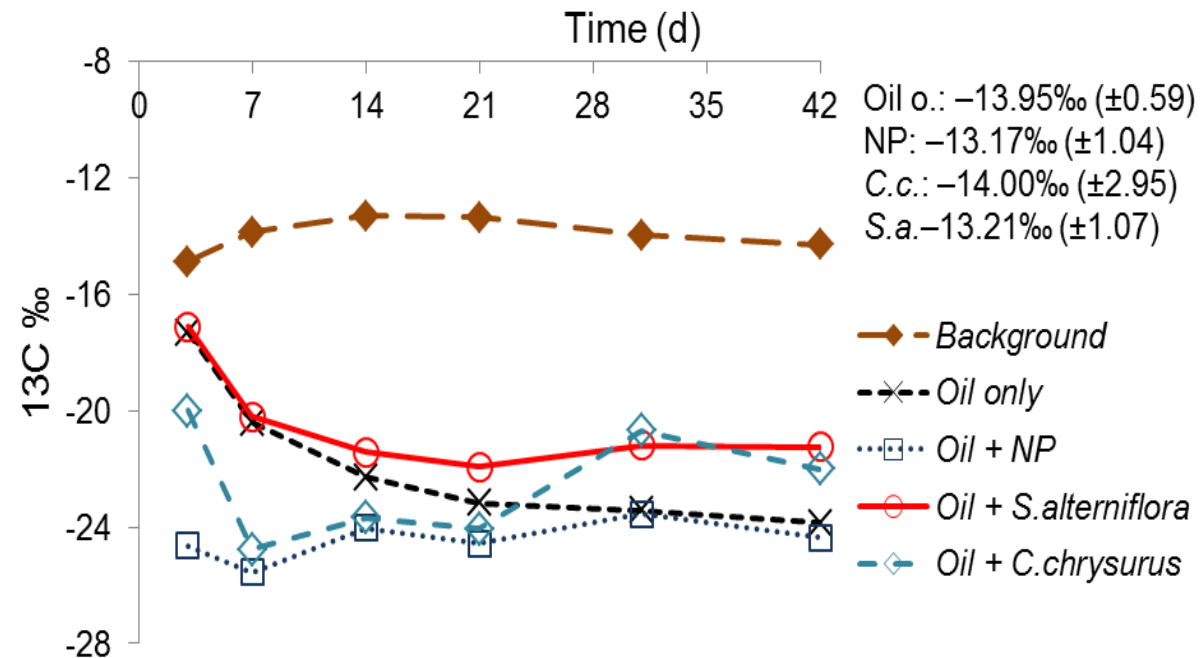 Time (d)
-8
0 7 14 21 28 35 42
-12
-16
-20
-24
-28
13C ‰
Oil o.: –13.95‰ (±0.59)
NP: –13.17‰ (±1.04)
C.c.: –14.00‰ (±2.95)
S.a.–13.21‰ (±1.07)
Background
Oil only
Oil + NP
Oil + S.alterniflora
Oil + C.chrysurus